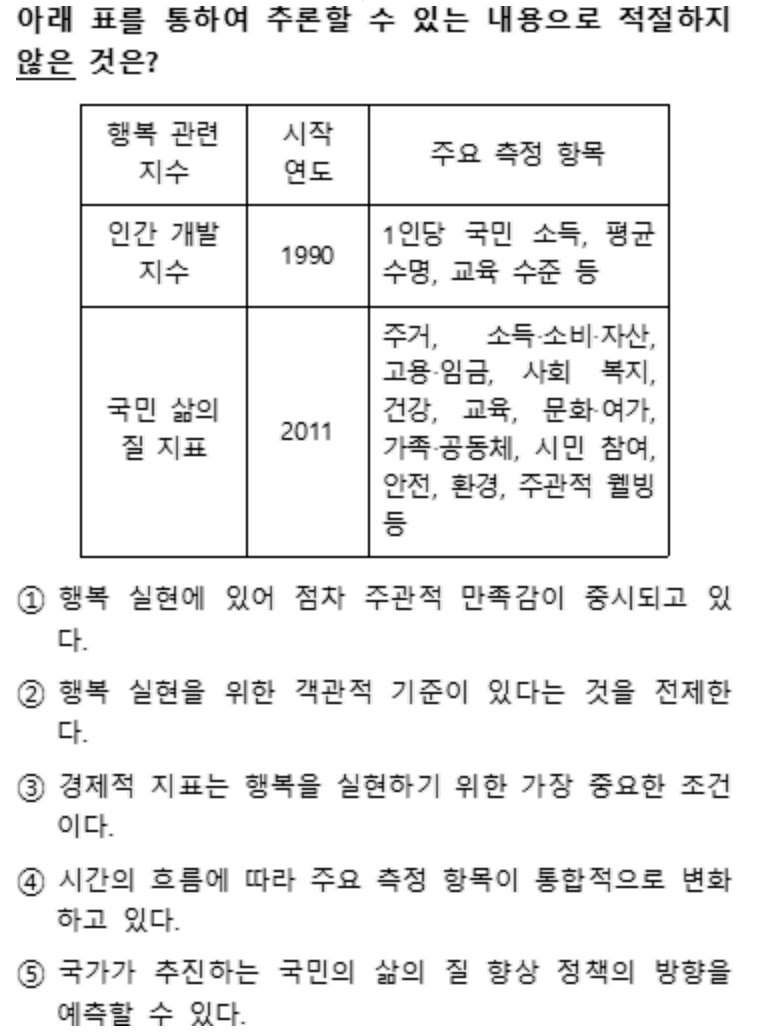 아래 표를 통하여 추론할 수 있는 내용으로 적절하지
않은 것은?
행복 관련
지수
시작
연도
주요 측정 항목
인간 개발
지수
1990
1인당 국민 소득, 평균
수명, 교육 수준 등
국민 삶의
질 지표
2011
주거, 소득·소비·자산,
고용·임금, 사회 복지,
건강, 교육, 문화·여가,
가족·공동체, 시민 참여,
안전, 환경, 주관적 웰빙
등
① 행복 실현에 있어 점차 주관적 만족감이 중시되고 있
다.
② 행복 실현을 위한 객관적 기준이 있다는 것을 전제한
다.
③ 경제적 지표는 행복을 실현하기 위한 가장 중요한 조건
이다.
④ 시간의 흐름에 따라 주요 측정 항목이 통합적으로 변화
하고 있다.
⑤ 국가가 추진하는 국민의 삶의 질 향상 정책의 방향을
예측할 수 있다.